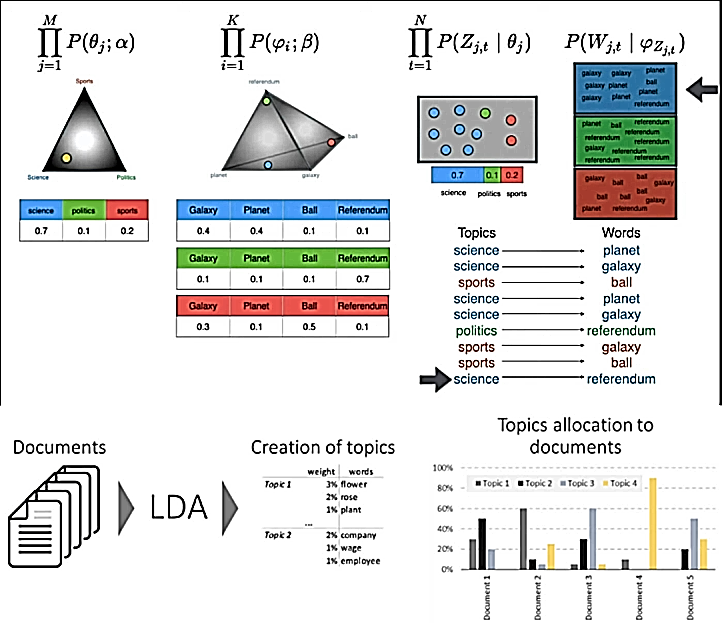 ∏_{j=1}^{M} P(θ_j; α)
∏_{i=1}^{K} P(φ_i; β)
∏_{t=1}^{N} P(Z_{j,t} | θ_j)
P(W_{j,t} | φ_{Z_{j,t}})
Sports
Science
Politics
science politics sports
0.7 0.1 0.2
referendum
ball
planet
galaxy
Galaxy Planet Ball Referendum
0.4 0.4 0.1 0.1
Galaxy Planet Ball Referendum
0.1 0.1 0.1 0.7
Galaxy Planet Ball Referendum
0.3 0.1 0.5 0.1
0.7 0.1 0.2
science politics sports
galaxy galaxy planet
ball
galaxy planet planet
galaxy
referendum
planet ball referendum
referendum
referendum referendum
galaxy referendum
referendum referendum
galaxy ball
ball galaxy
ball ball
ball galaxy
planet referendum
Topics Words
science planet
science galaxy
sports ball
science planet
science galaxy
politics referendum
sports galaxy
sports ball
science referendum
Documents
LDA
Creation of topics
weight words
Topic 1 3% flower
2% rose
1% plant
...
Topic 2 2% company
1% wage
1% employee
Topics allocation to
documents
Topic 1 Topic 2 Topic 3 Topic 4
100%
80%
60%
40%
20%
0%
Document 1
Document 2
Document 3
Document 4
Document 5